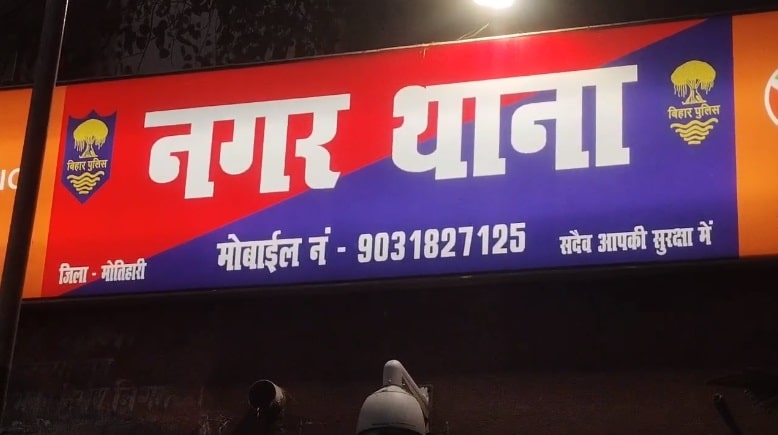 नगर थाना
बिहार पुलिस
बिहार पुलिस
जिला - मोतिहारी
मोबाईल नं - 9031827125
सदैव आपकी सुरक्षा में